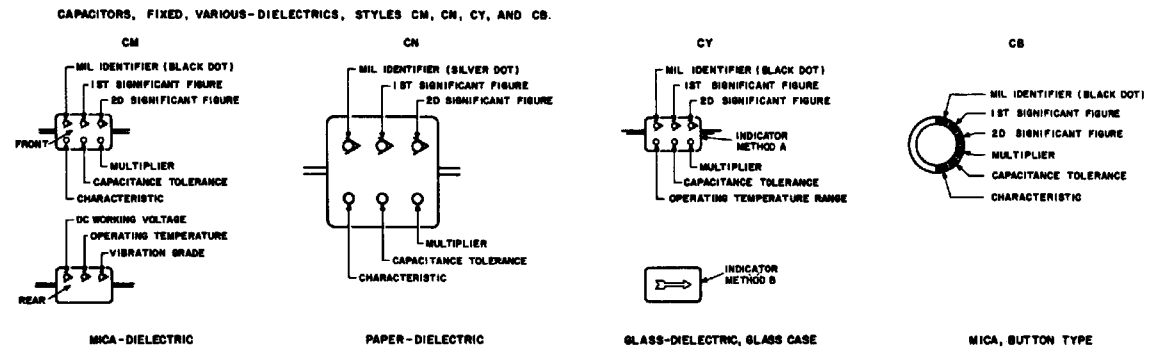 CAPACITORS, FIXED, VARIOUS-DIELECTRICS, STYLES CM, CN, CY, AND CB.
CM
MIL IDENTIFIER (BLACK DOT)
1ST SIGNIFICANT FIGURE
2D SIGNIFICANT FIGURE
FRONT
MULTIPLIER
CAPACITANCE TOLERANCE
CHARACTERISTIC
DC WORKING VOLTAGE
OPERATING TEMPERATURE
VIBRATION GRADE
REAR
MICA-DIELECTRIC
CN
MIL IDENTIFIER (SILVER DOT)
1ST SIGNIFICANT FIGURE
2D SIGNIFICANT FIGURE
MULTIPLIER
CAPACITANCE TOLERANCE
CHARACTERISTIC
PAPER-DIELECTRIC
CY
MIL IDENTIFIER (BLACK DOT)
1ST SIGNIFICANT FIGURE
2D SIGNIFICANT FIGURE
INDICATOR
METHOD A
MULTIPLIER
CAPACITANCE TOLERANCE
OPERATING TEMPERATURE RANGE
INDICATOR
METHOD B
GLASS-DIELECTRIC, GLASS CASE
CB
MIL IDENTIFIER (BLACK DOT)
1ST SIGNIFICANT FIGURE
2D SIGNIFICANT FIGURE
MULTIPLIER
CAPACITANCE TOLERANCE
CHARACTERISTIC
MICA, BUTTON TYPE